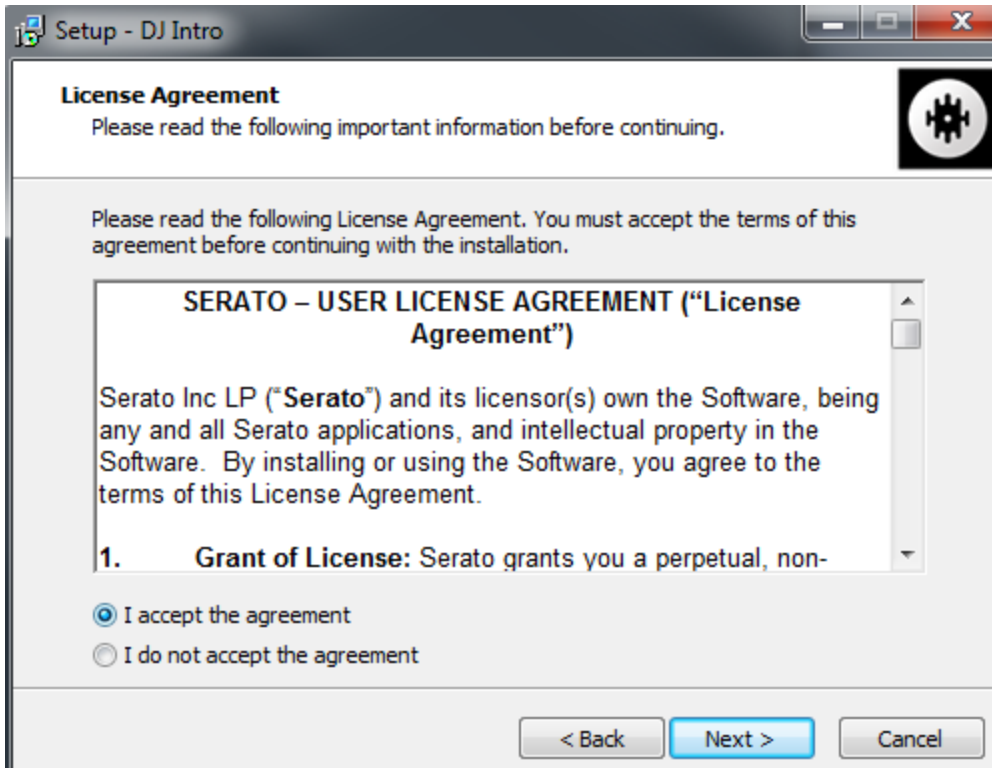 Setup - DJ Intro
License Agreement
Please read the following important information before continuing.
Please read the following License Agreement. You must accept the terms of this
agreement before continuing with the installation.
SERATO – USER LICENSE AGREEMENT (“License
Agreement”)
Serato Inc LP (“Serato”) and its licensor(s) own the Software, being
any and all Serato applications, and intellectual property in the
Software.  By installing or using the Software, you agree to the
terms of this License Agreement.
1. Grant of License: Serato grants you a perpetual, non-
I accept the agreement
I do not accept the agreement
< Back Next > Cancel